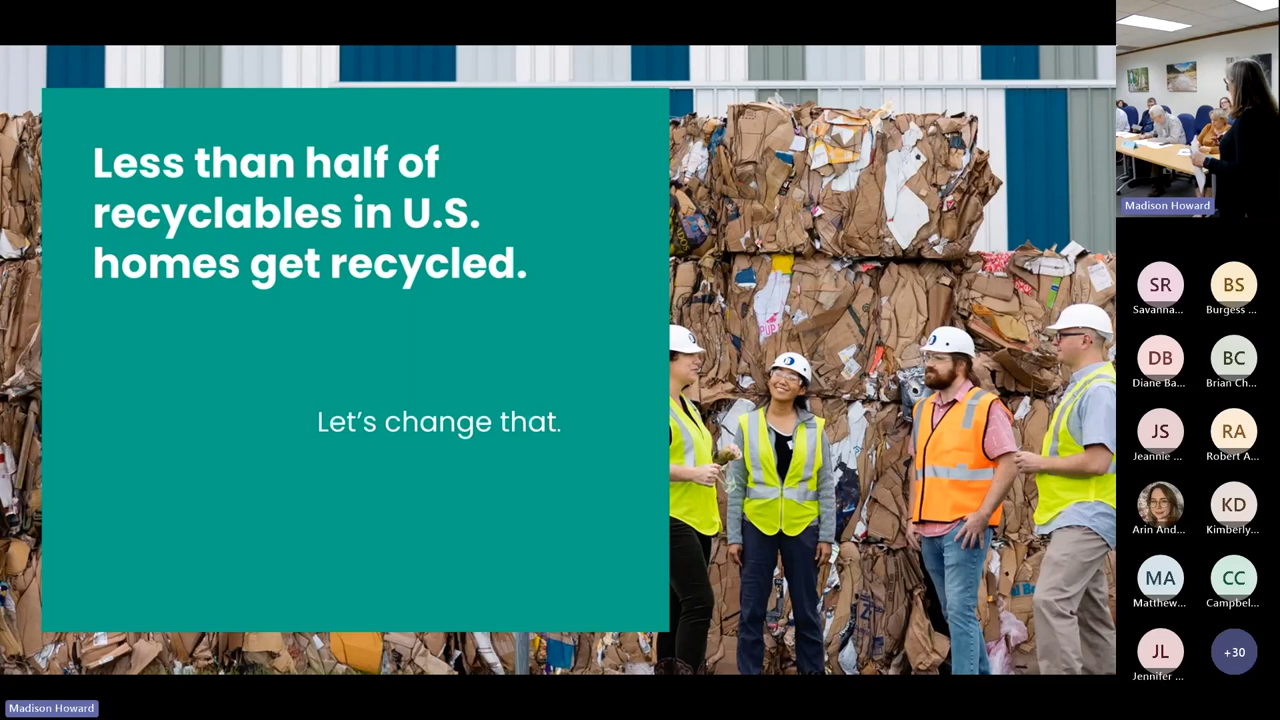 Less than half of
recyclables in U.S.
homes get recycled.
Let's change that.
Madison Howard
SR
Savanna...
BS
Burgess ...
DB
Diane Ba...
BC
Brian Ch...
JS
Jeannie ...
RA
Robert A...
Arin And...
KD
Kimberly...
MA
Matthew...
CC
Campbel...
JL
Jennifer ...
+30
Madison Howard